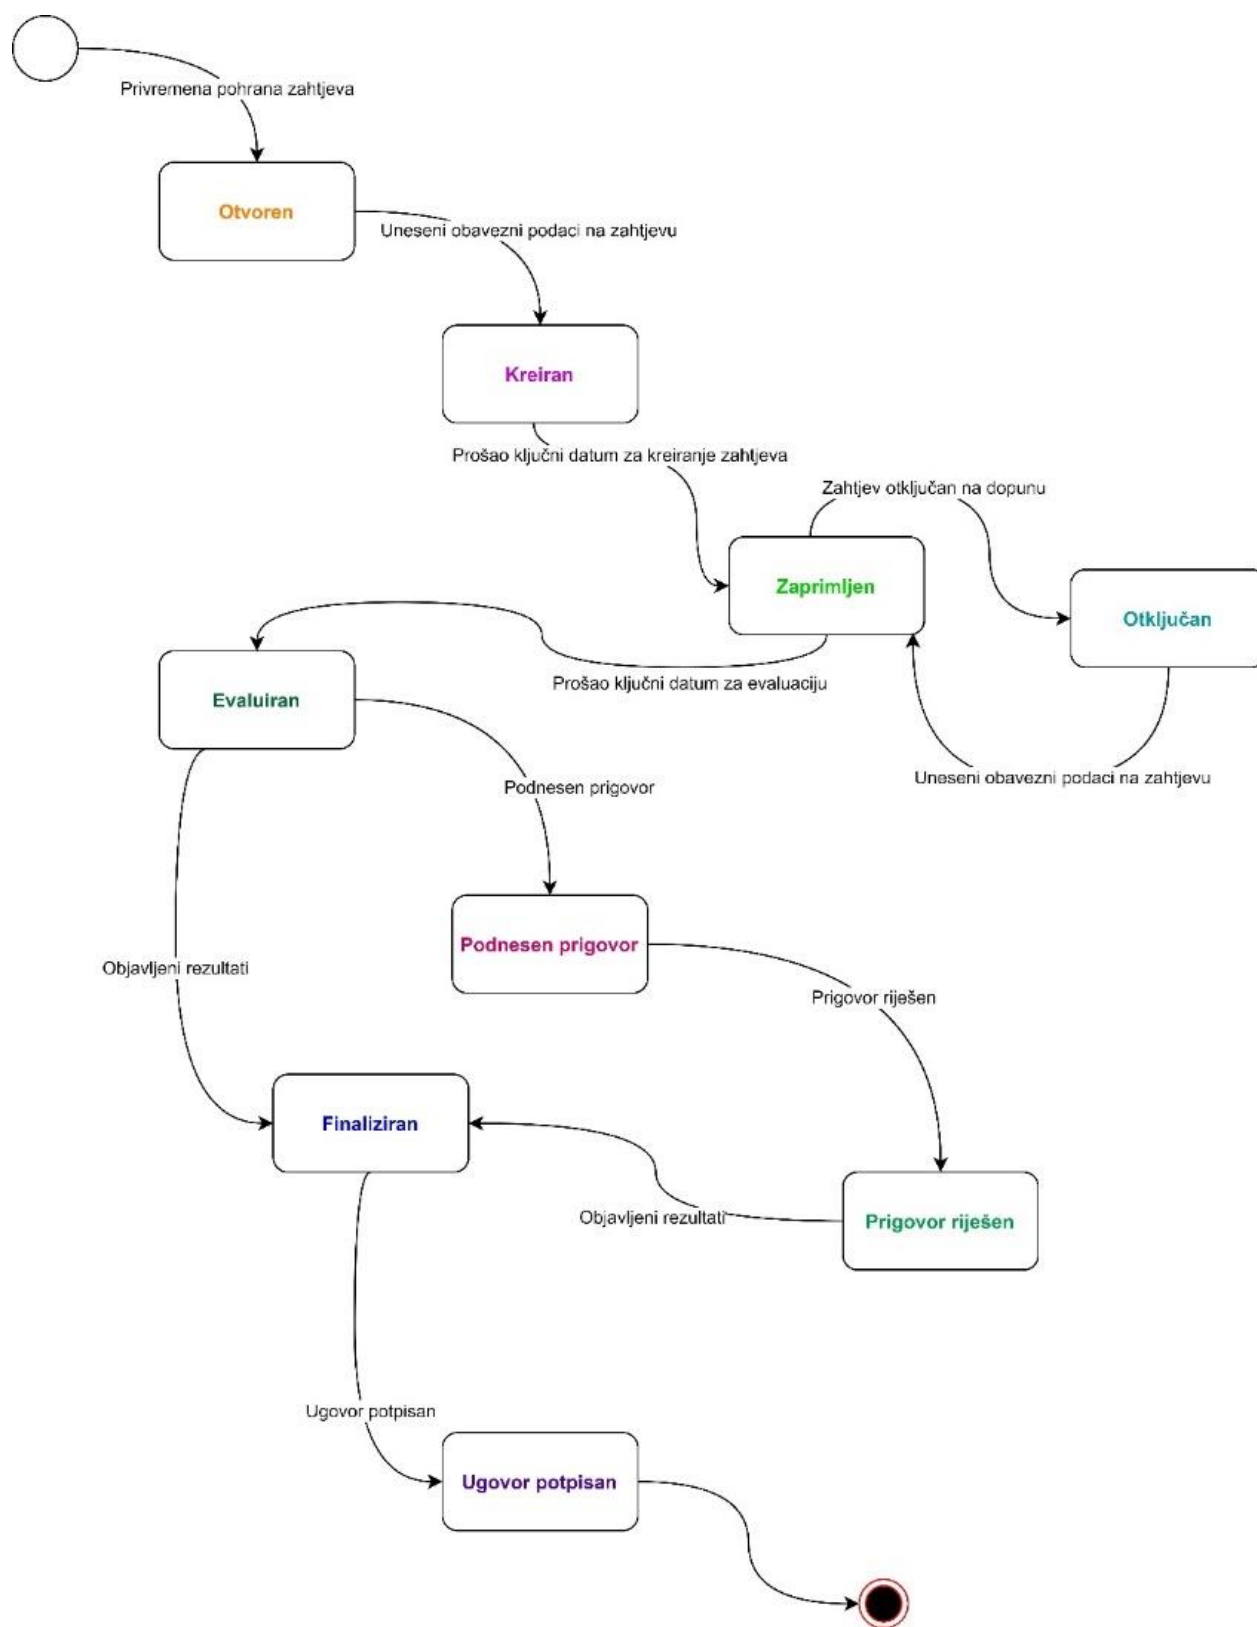 Privremena pohrana zahtjeva
Otvoren
Uneseni obavezni podaci na zahtjevu
Kreiran
Prošao ključni datum za kreiranje zahtjeva
Zahtjev otključan na dopunu
Zaprimljen
Otključan
Prošao ključni datum za evaluaciju
Evaluiran
Uneseni obavezni podaci na zahtjevu
Podnesen prigovor
Podnesen prigovor
Objavljeni rezultati
Prigovor riješen
Finaliziran
Objavljeni rezultati
Prigovor riješen
Ugovor potpisan
Ugovor potpisan